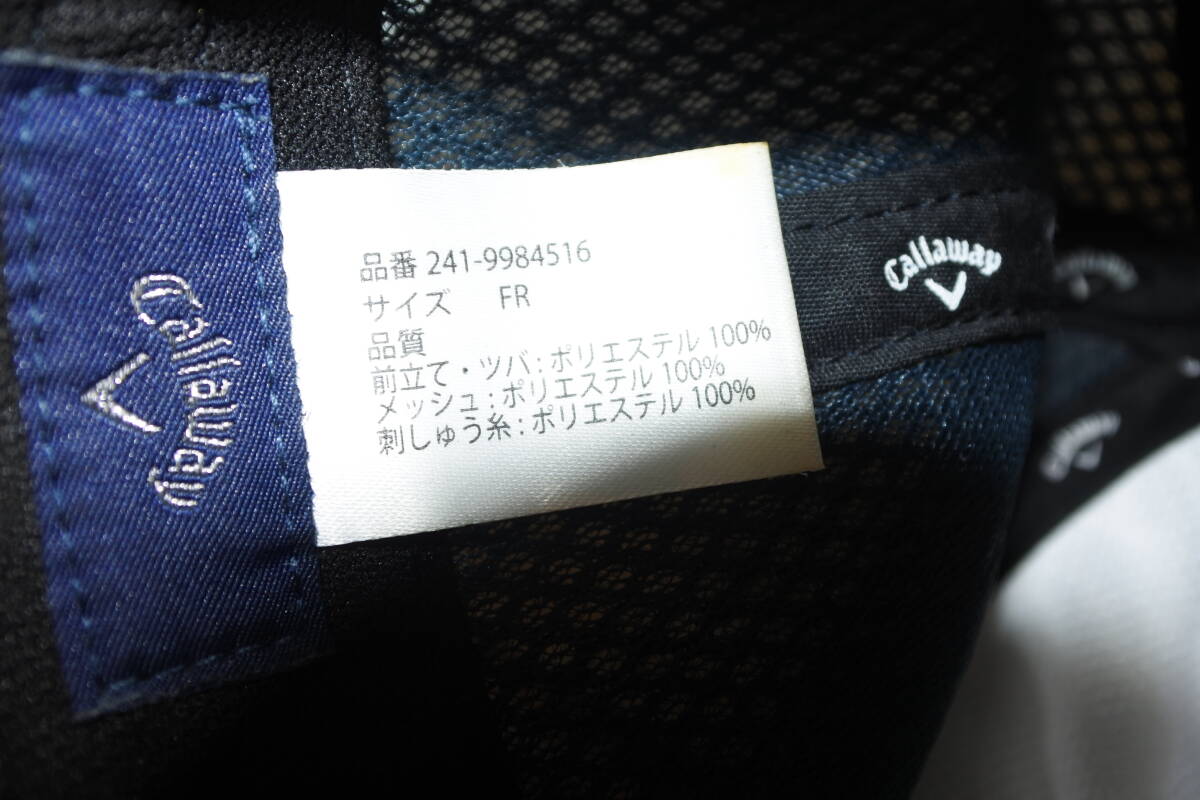 Callaway
品番 241-9984516
サイズ FR
品質
前立て・ツバ:ポリエステル 100%
メッシュ:ポリエステル 100%
刺しゅう糸:ポリエステル 100%
Callaway
Callaway